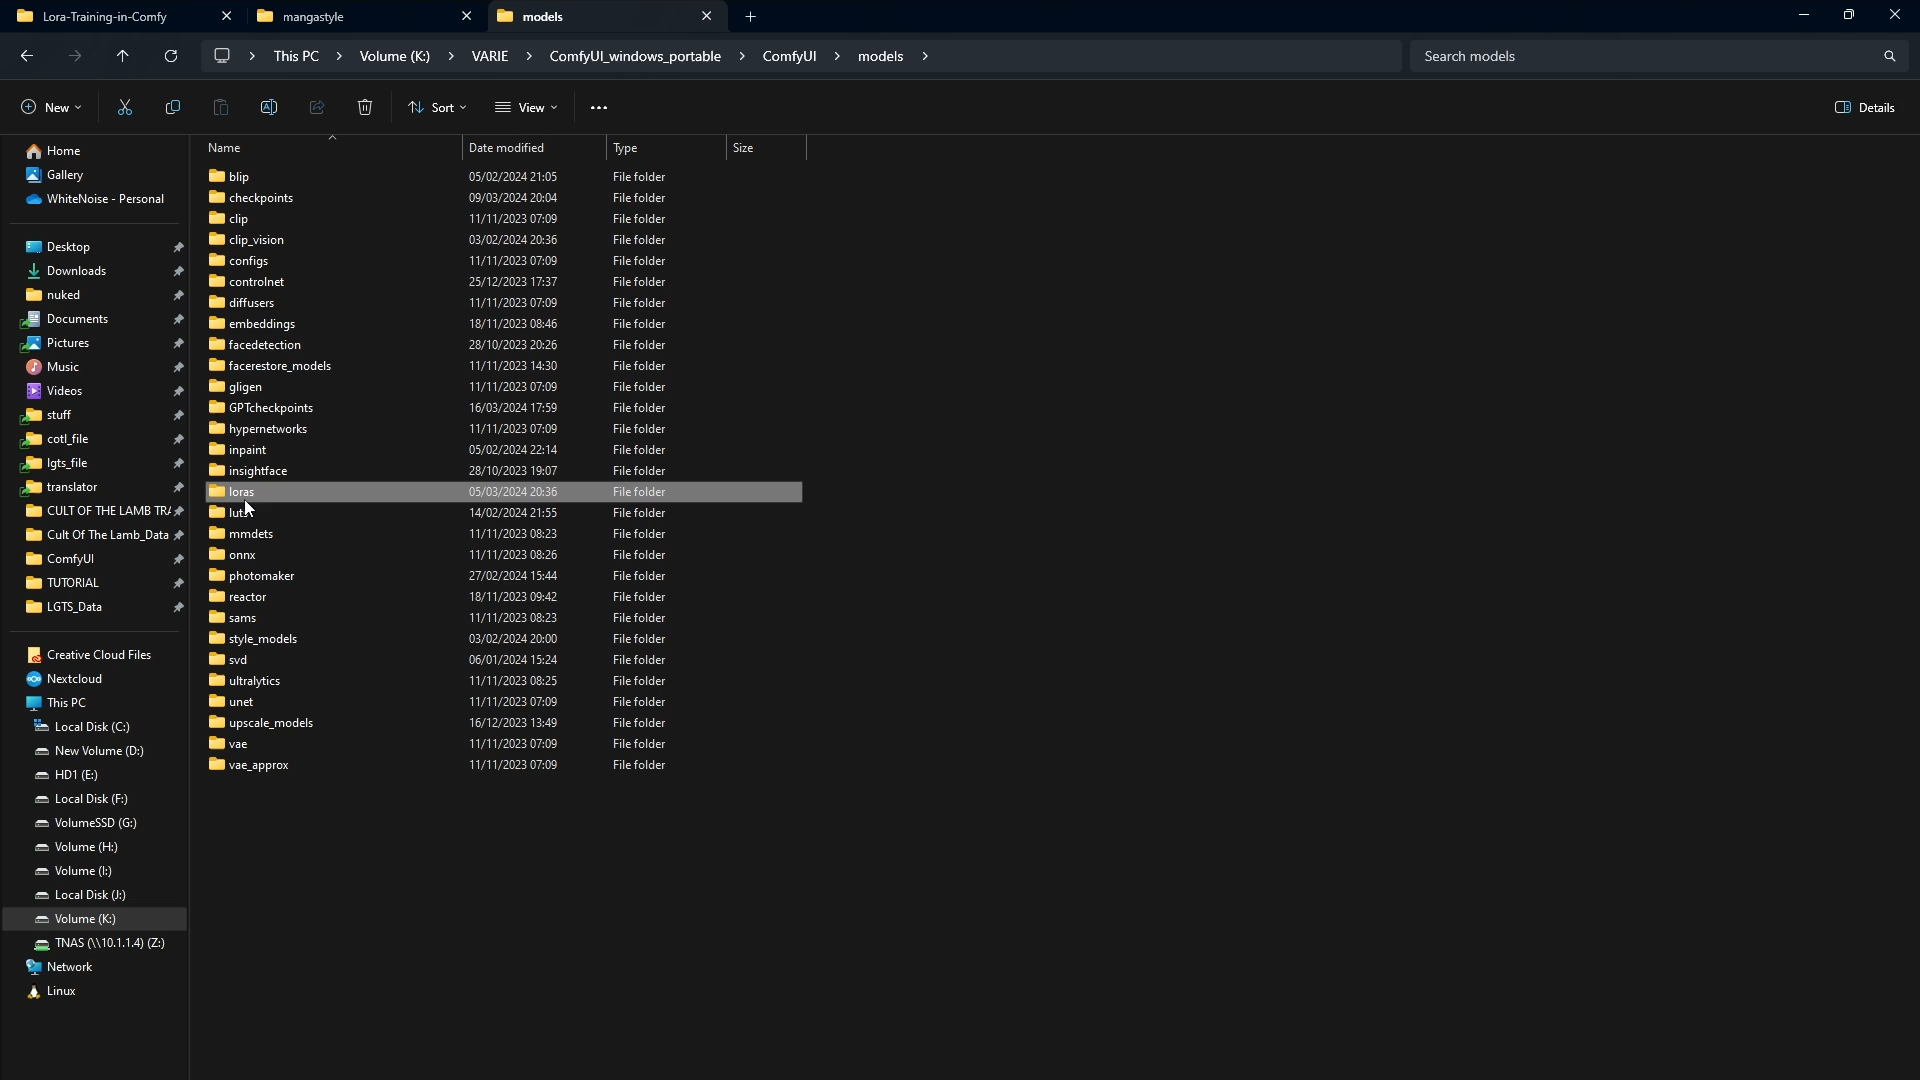 Lora-Training-in-Comfy
mangastyle
models
This PC > Volume (K:) > VARIE > ComfyUI_windows_portable > ComfyUI > models >
Search models
New
Sort
View
Details
Name Date modified Type Size
Home
Gallery
WhiteNoise - Personal
Desktop
Downloads
nuked
Documents
Pictures
Music
Videos
stuff
cotl_file
lgts_file
translator
CULT OF THE LAMB TRA
Cult Of The Lamb_Data
ComfyUI
TUTORIAL
LGTS_Data
Creative Cloud Files
Nextcloud
This PC
Local Disk (C:)
New Volume (D:)
HD1 (E:)
Local Disk (F:)
VolumeSSD (G:)
Volume (H:)
Volume (I:)
Local Disk (J:)
Volume (K:)
TNAS (\\10.1.1.4) (Z:)
Network
Linux
blip 05/02/2024 21:05 File folder
checkpoints 09/03/2024 20:04 File folder
clip 11/11/2023 07:09 File folder
clip_vision 03/02/2024 20:36 File folder
configs 11/11/2023 07:09 File folder
controlnet 25/12/2023 17:37 File folder
diffusers 11/11/2023 07:09 File folder
embeddings 18/11/2023 08:46 File folder
facedetection 28/10/2023 20:26 File folder
facerestore_models 11/11/2023 14:30 File folder
gligen 11/11/2023 07:09 File folder
GPTcheckpoints 16/03/2024 17:59 File folder
hypernetworks 11/11/2023 07:09 File folder
inpaint 05/02/2024 22:14 File folder
insightface 28/10/2023 19:07 File folder
loras 05/03/2024 20:36 File folder
luts 14/02/2024 21:55 File folder
mmdets 11/11/2023 08:23 File folder
onnx 11/11/2023 08:26 File folder
photomaker 27/02/2024 15:44 File folder
reactor 18/11/2023 09:42 File folder
sams 11/11/2023 08:23 File folder
style_models 03/02/2024 20:00 File folder
svd 06/01/2024 15:24 File folder
ultralytics 11/11/2023 08:25 File folder
unet 11/11/2023 07:09 File folder
upscale_models 16/12/2023 13:49 File folder
vae 11/11/2023 07:09 File folder
vae_approx 11/11/2023 07:09 File folder